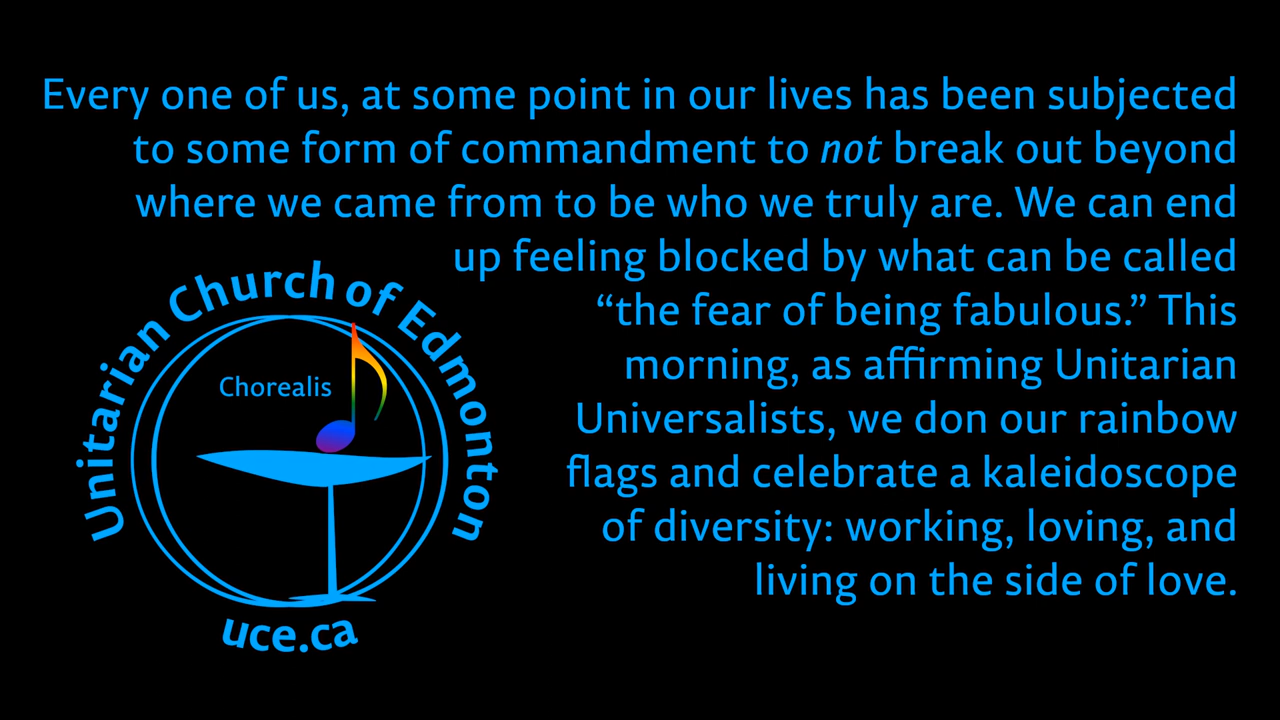 Every one of us, at some point in our lives has been subjected
to some form of commandment to not break out beyond
where we came from to be who we truly are. We can end
up feeling blocked by what can be called
“the fear of being fabulous.” This
morning, as affirming Unitarian
Universalists, we don our rainbow
flags and celebrate a kaleidoscope
of diversity: working, loving, and
living on the side of love.
Unitarian Church of Edmonton
Chorealis
uce.ca